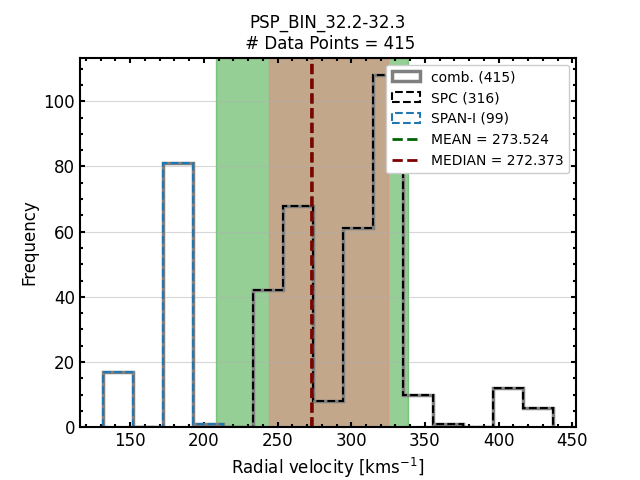 PSP_BIN_32.2-32.3
# Data Points = 415
comb. (415)
SPC (316)
SPAN-I (99)
MEAN = 273.524
MEDIAN = 272.373
Frequency
100
80
60
40
20
0
150 200 250 300 350 400 450
Radial velocity [kms⁻¹]